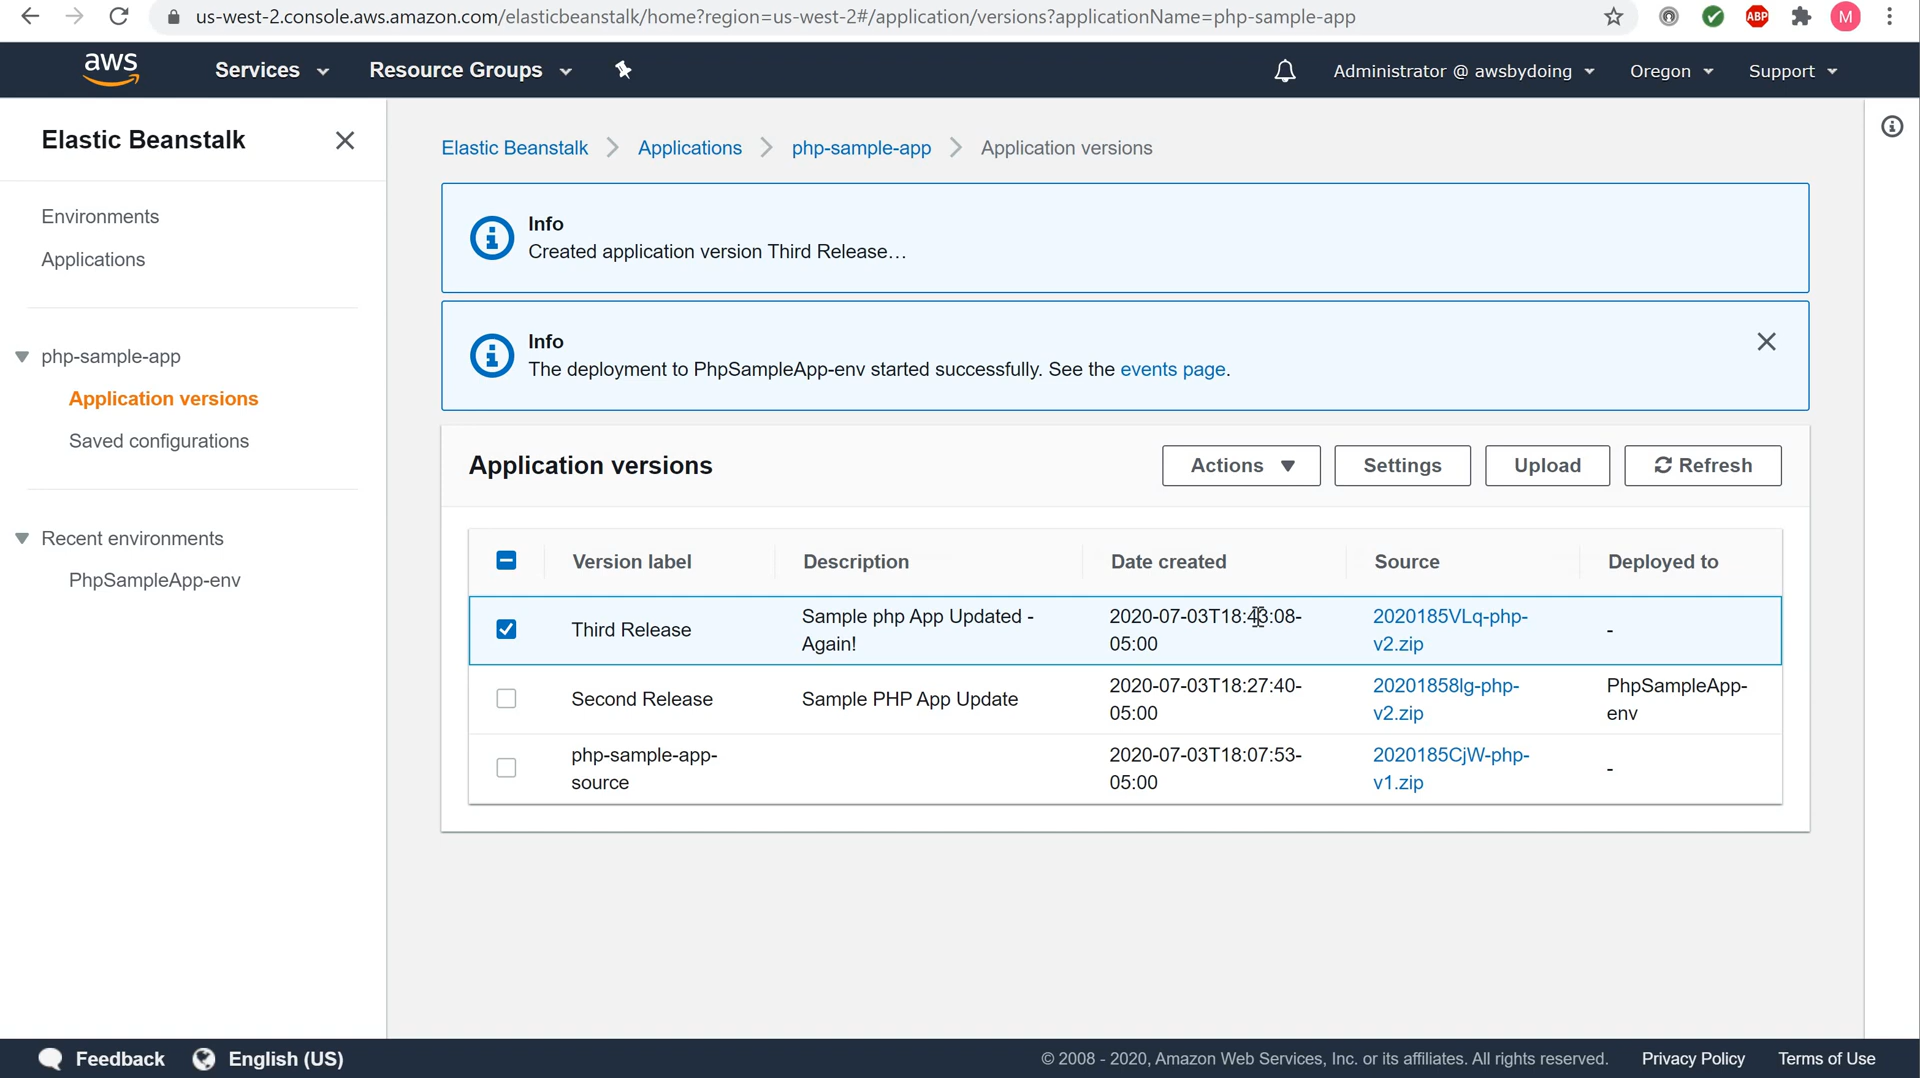 us-west-2.console.aws.amazon.com/elasticbeanstalk/home?region=us-west-2#/application/versions?applicationName=php-sample-app
ABP
M
aws
Services
Resource Groups
Administrator @ awsbydoing
Oregon
Support
Elastic Beanstalk
Environments
Applications
php-sample-app
Application versions
Saved configurations
Recent environments
PhpSampleApp-env
Elastic Beanstalk
Applications
php-sample-app
Application versions
Info
Created application version Third Release…
Info
The deployment to PhpSampleApp-env started successfully. See the events page.
Application versions
Actions
Settings
Upload
Refresh
Version label
Description
Date created
Source
Deployed to
Third Release
Sample php App Updated -
Again!
2020-07-03T18:43:08-
05:00
2020185VLq-php-
v2.zip
-
Second Release
Sample PHP App Update
2020-07-03T18:27:40-
05:00
20201858lg-php-
v2.zip
PhpSampleApp-
env
php-sample-app-
source
2020-07-03T18:07:53-
05:00
2020185CjW-php-
v1.zip
-
Feedback
English (US)
© 2008 - 2020, Amazon Web Services, Inc. or its affiliates. All rights reserved.
Privacy Policy
Terms of Use